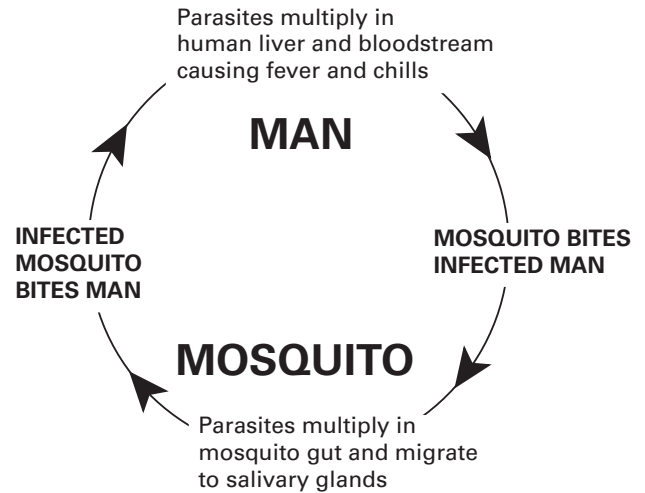 Parasites multiply in
human liver and bloodstream
causing fever and chills
MAN
INFECTED
MOSQUITO
BITES MAN
MOSQUITO BITES
INFECTED MAN
MOSQUITO
Parasites multiply in
mosquito gut and migrate
to salivary glands